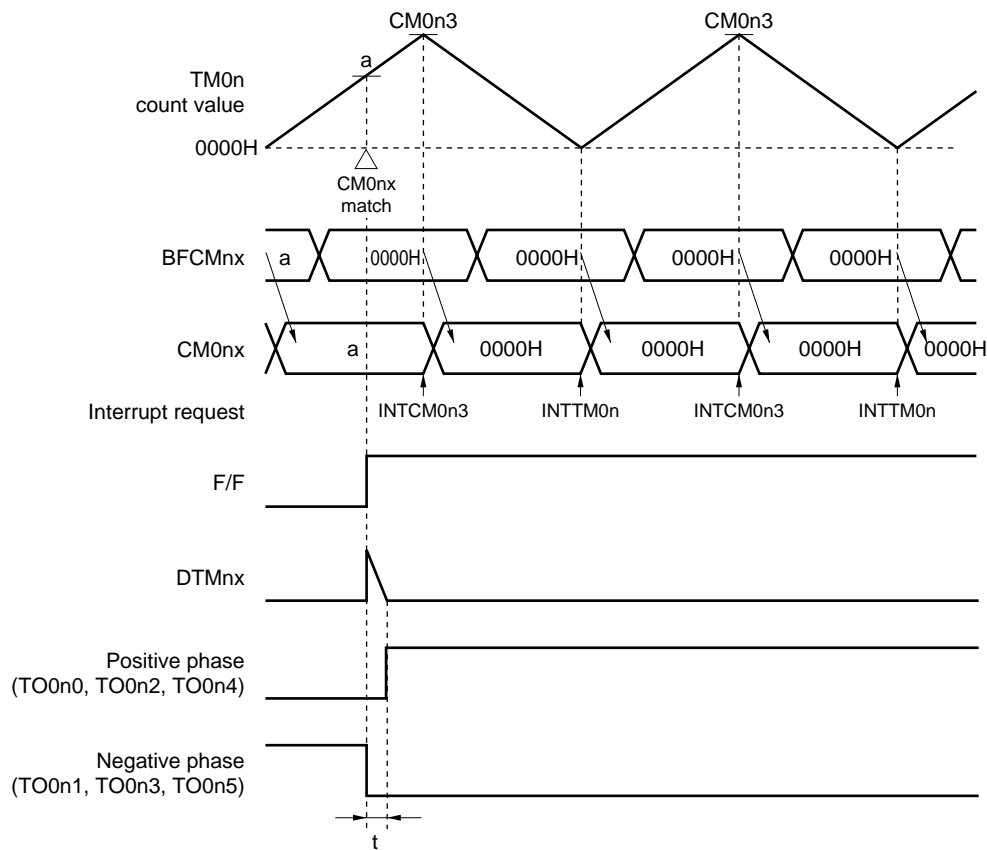 CM0n3 CM0n3
a
TM0n
count value
0000H
CM0nx
match
BFCMnx a 0000H 0000H 0000H 0000H
CM0nx a 0000H 0000H 0000H 0000H
Interrupt request INTCM0n3 INTTM0n INTCM0n3 INTTM0n
F/F
DTMnx
Positive phase
(TO0n0, TO0n2, TO0n4)
Negative phase
(TO0n1, TO0n3, TO0n5)
t